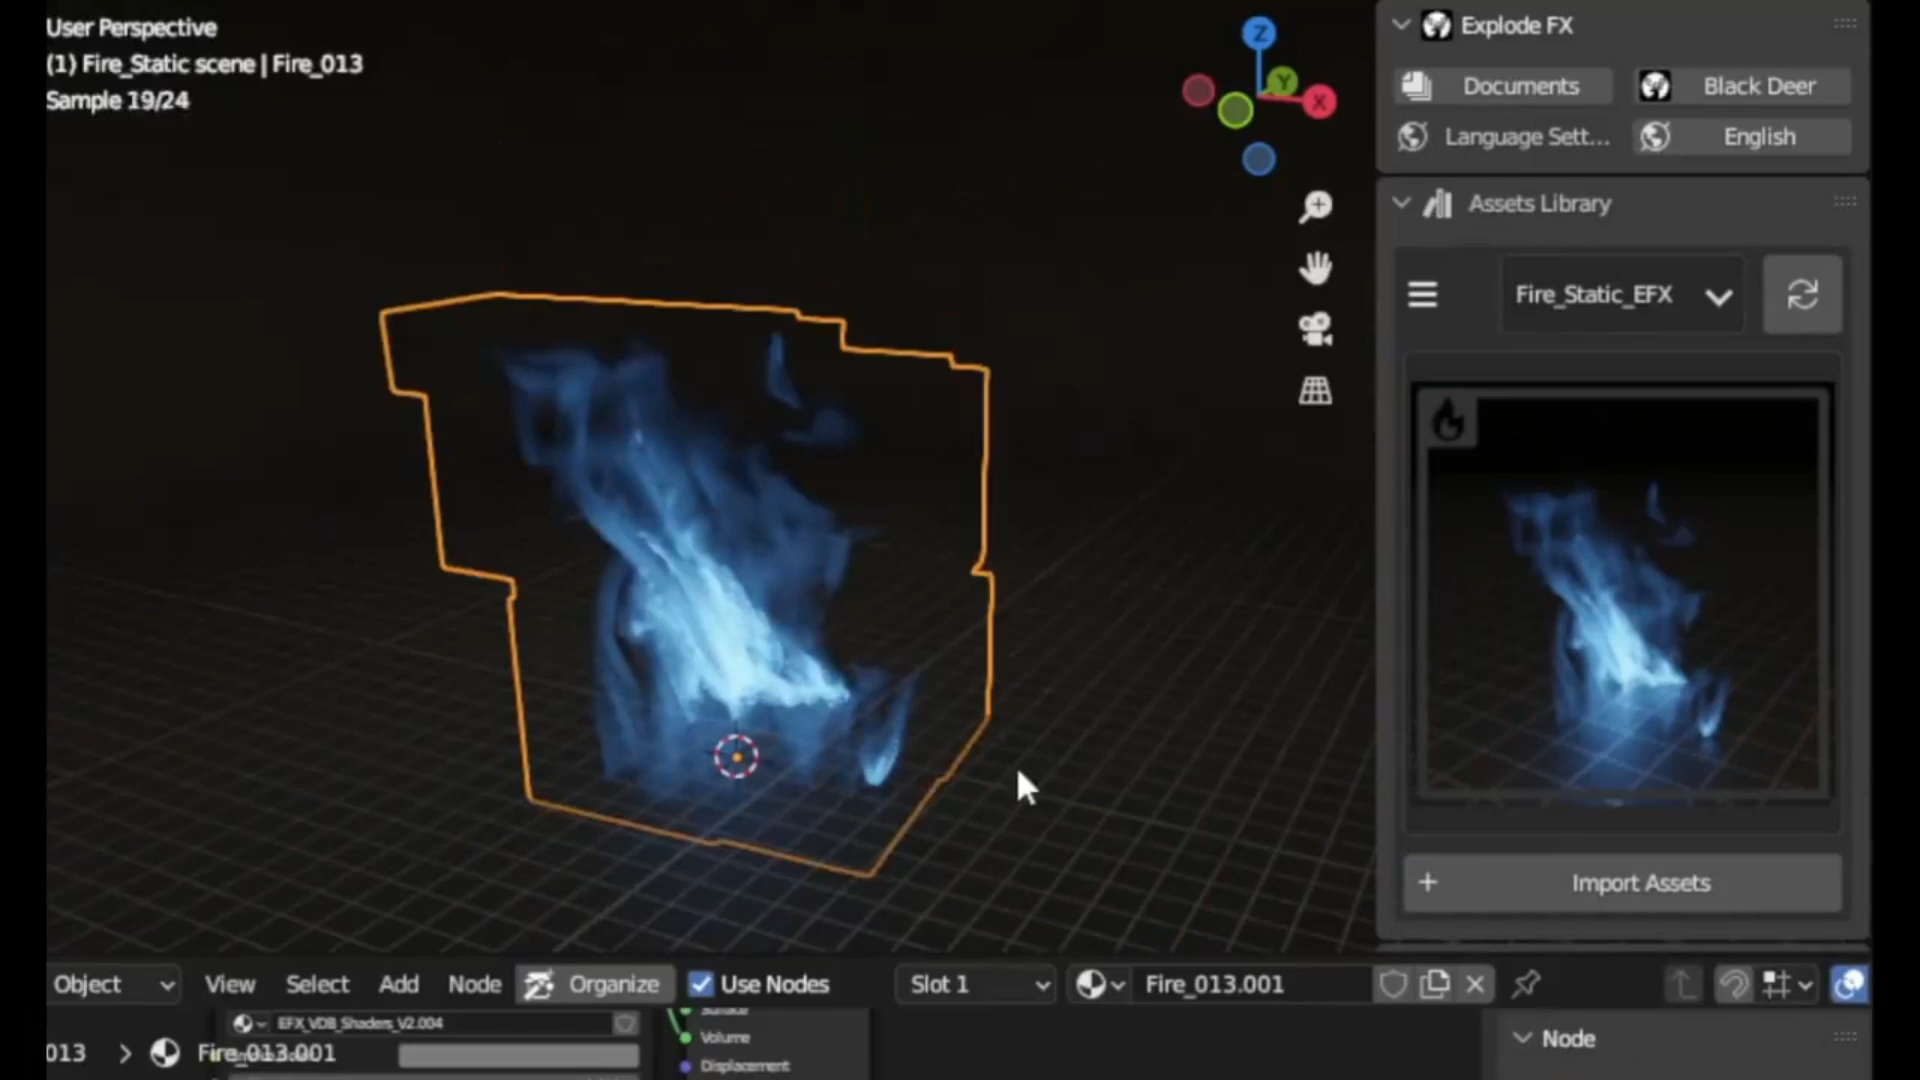 User Perspective
(1) Fire_Static scene | Fire_013
Sample 19/24
Z
Y
X
Explode FX
Documents
Black Deer
Language Sett...
English
Assets Library
Fire_Static_EFX
Import Assets
Object
View
Select
Add
Node
Organize
Use Nodes
Slot 1
Fire_013.001
EFX_VDB_Shaders_V2.004
Surface
Volume
Displacement
013
Fire_013.001
Node